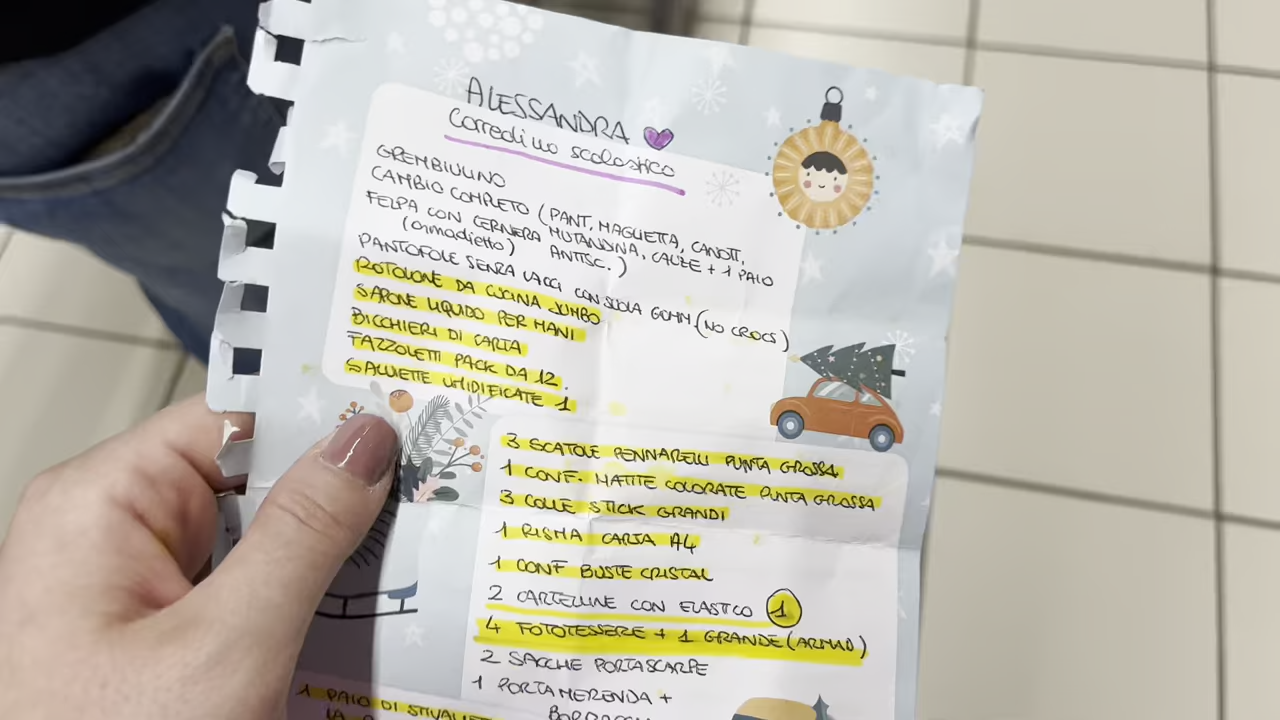 ALESSANDRA
Corredino scolastico
GREMBIULINO
CAMBIO COMPLETO (PANT, MAGLIETTA, CANOTT,
FELPA CON CERNIERA MUTANDINA, CALZE + 1 PAIO
(armadietto) ANTISC.)
PANTOFOLE SENZA LACCI CON SUOLA GOMM (NO CROCS)
ROTOLONE DA CUCINA JUMBO
SAPONE LIQUIDO PER MANI
BICCHIERI DI CARTA
FAZZOLETTI PACK DA 12.
SALVIETTE UMIDIFICATE 1
3 SCATOLE PENNARELLI PUNTA GROSSA
1 CONF. MATITE COLORATE PUNTA GROSSA
3 COLLE STICK GRANDI
1 RISMA CARTA A4
1 CONF BUSTE CRISTAL
2 CARTELLINE CON ELASTICO 1
4 FOTOTESSERE + 1 GRANDE (ARMAD)
2 SACCHE PORTASCARPE
1 PORTAMERENDA +
1 PAIO DI